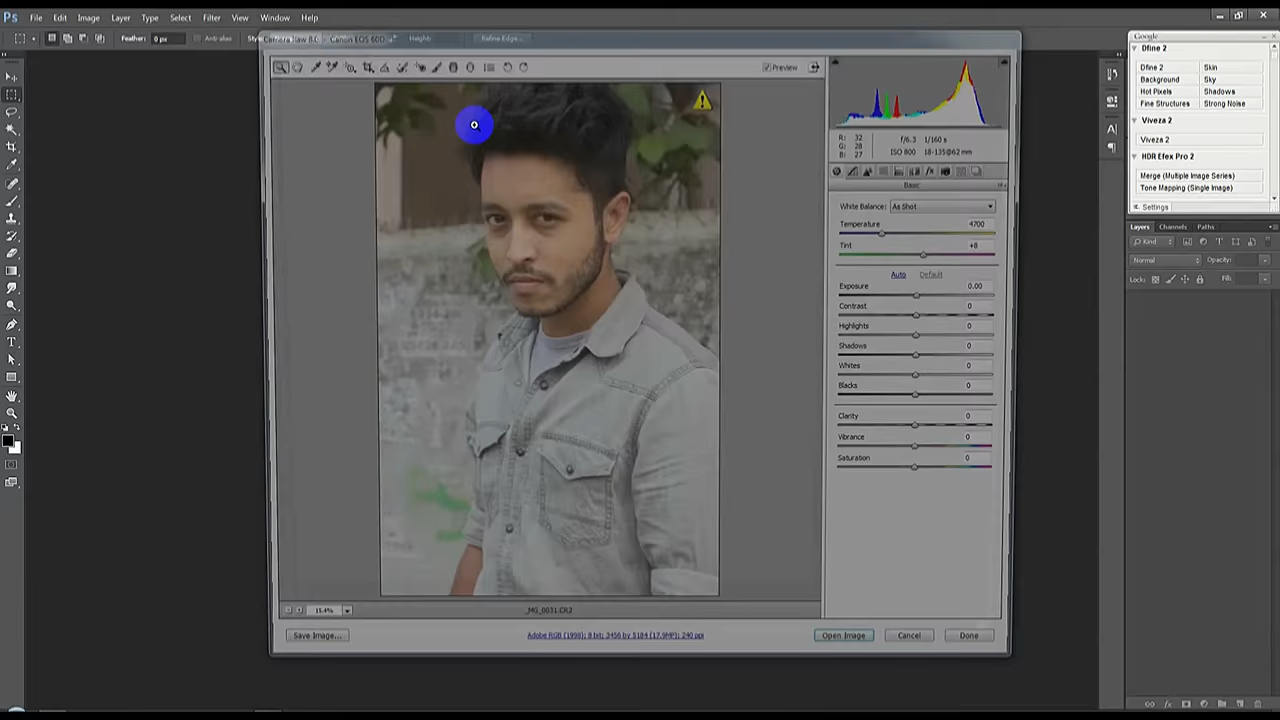 Ps File Edit Image Layer Type Select Filter View Window Help
Feather: 0 px Anti-alias Height: Refine Edge...
Camera Raw 8.0 - Canon EOS 60D
Preview
R: 32
G: 28
B: 27
f/6.3 1/160 s
ISO 800 18-135@62 mm
Basic
White Balance: As Shot
Temperature 4700
Tint +8
Auto Default
Exposure 0.00
Contrast 0
Highlights 0
Shadows 0
Whites 0
Blacks 0
Clarity 0
Vibrance 0
Saturation 0
15.4%
_MG_0031.CR2
Save Image...
Adobe RGB (1998); 8 bit; 3456 by 5184 (17.9MP); 240 ppi
Open Image Cancel Done
Google
Dfine 2
Dfine 2 Skin
Background Sky
Hot Pixels Shadows
Fine Structures Strong Noise
Viveza 2
Viveza 2
HDR Efex Pro 2
Merge (Multiple Image Series)
Tone Mapping (Single Image)
Settings
Layers Channels Paths
Kind
Normal Opacity:
Lock: Fill: